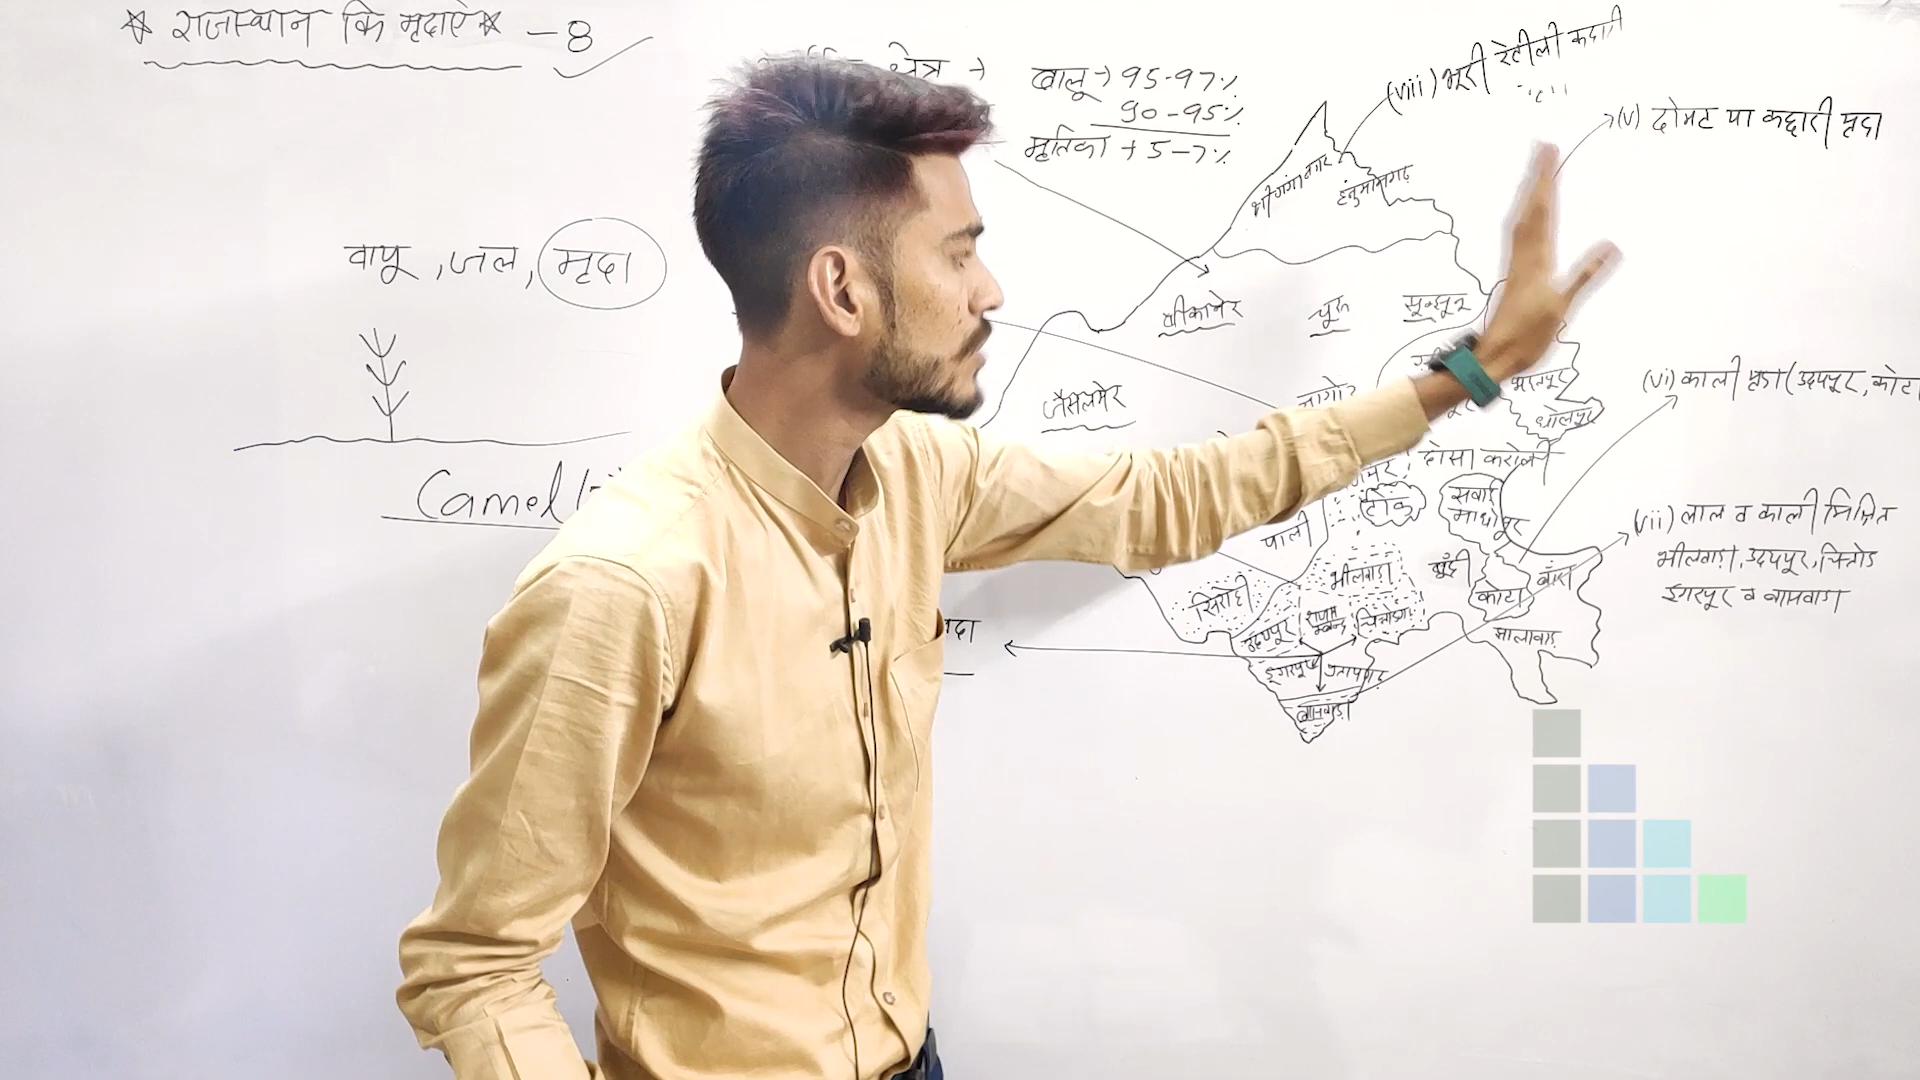 राजस्थान कि मृदाऐ - 8
क्षेत्र →
बालू → 95-97%
90-95%
मृतिका + 5-7%
(viii) भूरी रेतीली कछारी
(v) दोमट या कछारी मृदा
वायु, जल, मृदा
श्री गंगानगर
हनुमानगढ़
बीकानेर चूरू झुन्झुनू
जैसलमेर
नागौर
भरतपुर
धौलपुर
(vi) काली मृदा (उदयपुर, कोटा
Camel
दौसा करौली
टोंक
सवाई
माधोपुर
पाली
(vii) लाल व काली मिश्रित
भीलवाड़ा, उदयपुर, चित्तोड़
डुंगरपुर व बासवाड़ा
सिरोही
भीलवाड़ा
बूंदी
कोटा
बारां
उदयपुर
चित्तोड़
झालावाड़
डुंगरपुर
प्रतापगढ़
बांसवाड़ा